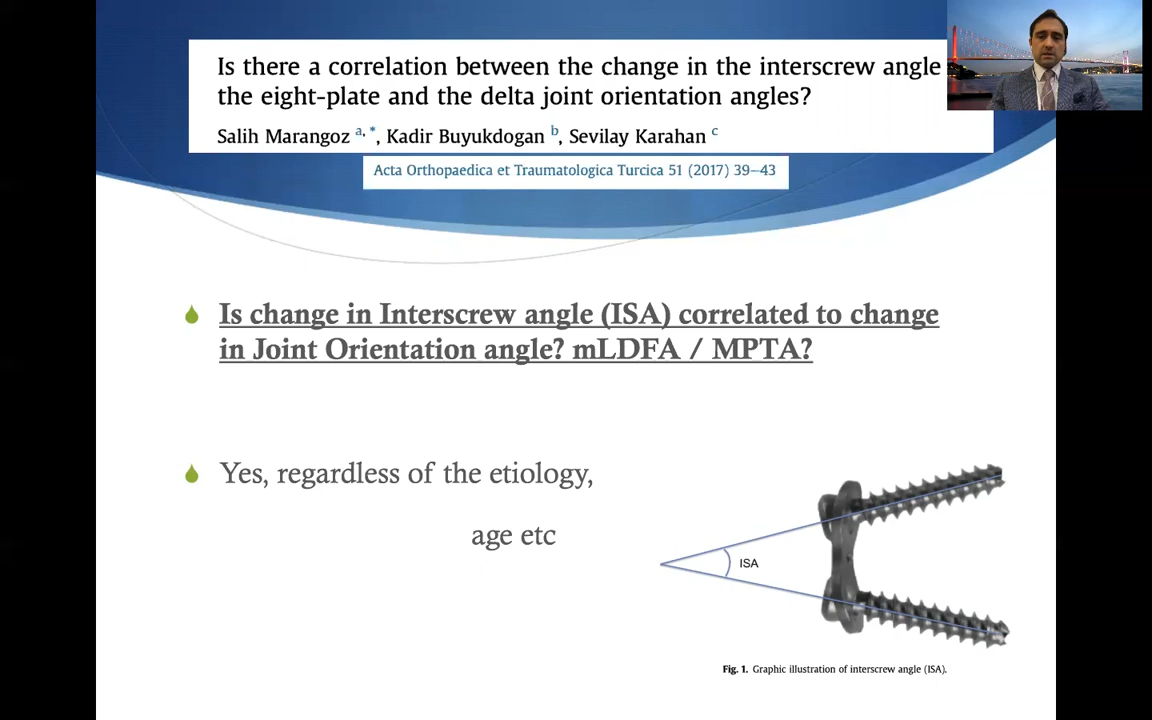 Is there a correlation between the change in the interscrew angle
the eight-plate and the delta joint orientation angles?
Salih Marangoz a, *, Kadir Buyukdogan b, Sevilay Karahan c
Acta Orthopaedica et Traumatologica Turcica 51 (2017) 39–43
Is change in Interscrew angle (ISA) correlated to change
in Joint Orientation angle? mLDFA / MPTA?
Yes, regardless of the etiology,
age etc
ISA
Fig. 1. Graphic illustration of interscrew angle (ISA).